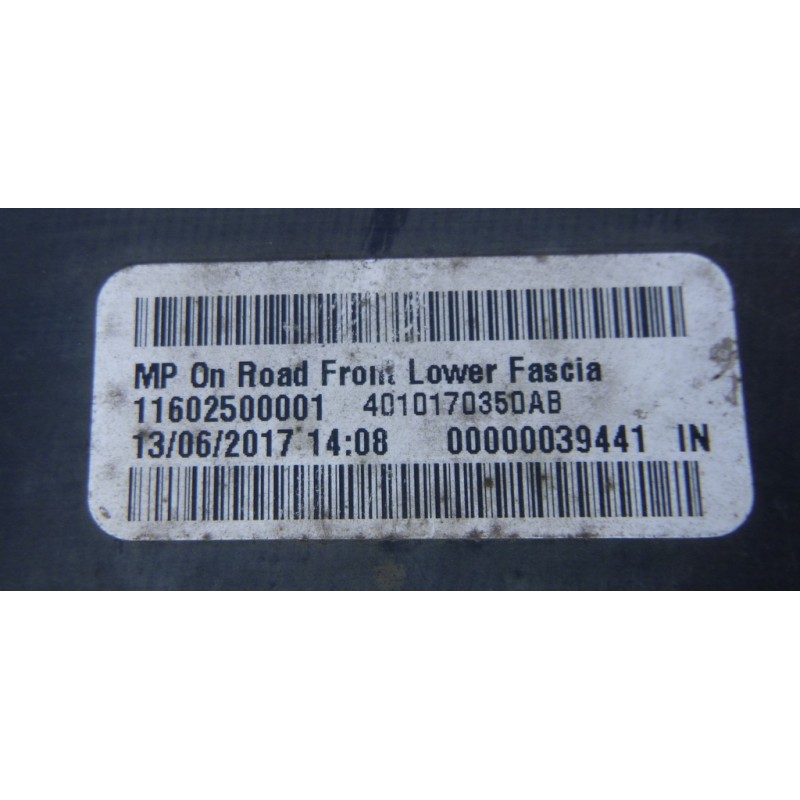 MP On Road Front Lower Fascia
11602500001 4010170350AB
13/06/2017 14:08 00000039441 IN